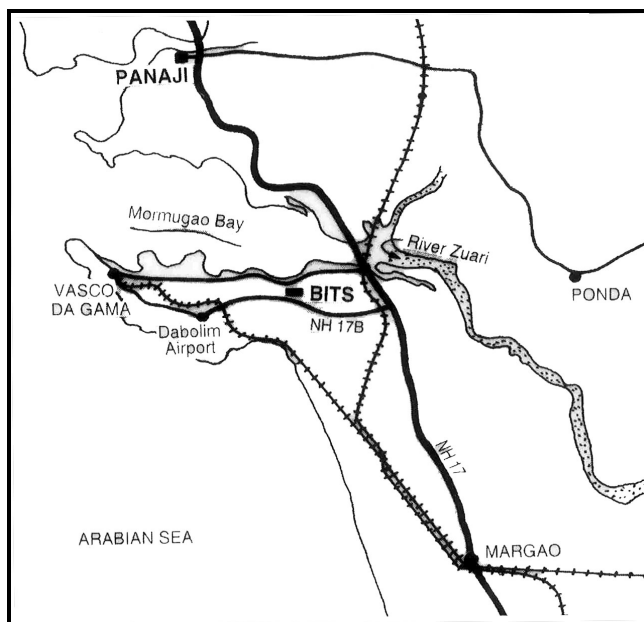 PANAJI
Mormugao Bay
River Zuari
VASCO
DA GAMA
BITS
PONDA
Dabolim
Airport
NH 17B
NH 17
ARABIAN SEA
MARGAO